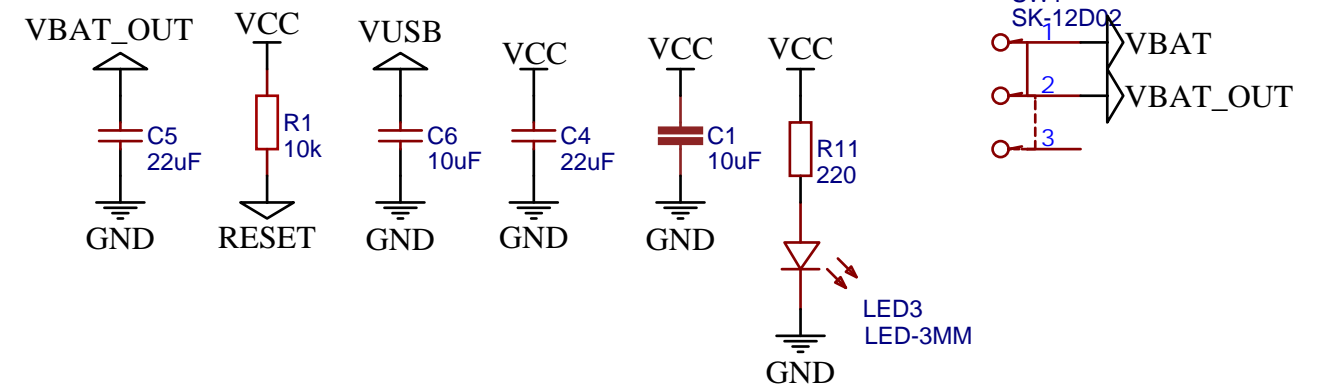 VBAT_OUT
C5
22uF
GND
VCC
R1
10k
RESET
VUSB
C6
10uF
GND
VCC
C4
22uF
GND
VCC
C1
10uF
GND
VCC
R11
220
LED3
LED-3MM
GND
SK-12D02
1
VBAT
2
VBAT_OUT
3